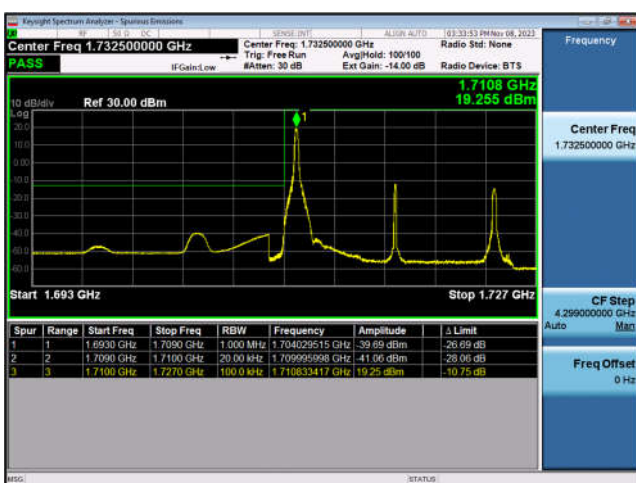 Keysight Spectrum Analyzer - Spurious Emissions
RF 50 Ω DC SENSE:INT ALIGN AUTO 03:33:53 PM Nov 08, 2023
Center Freq 1.732500000 GHz Center Freq: 1.732500000 GHz Radio Std: None Frequency
Trig: Free Run Avg|Hold: 100/100
PASS IFGain:Low #Atten: 30 dB Ext Gain: -14.00 dB Radio Device: BTS
1.7108 GHz
10 dB/div Ref 30.00 dBm 19.255 dBm
Log
20.0
1
10.0
0.00
-10.0
-20.0
-30.0
-40.0
-50.0
-60.0
Start 1.693 GHz Stop 1.727 GHz
Center Freq
1.732500000 GHz
CF Step
4.299000000 GHz
Auto Man
Freq Offset
0 Hz
Spur Range Start Freq Stop Freq RBW Frequency Amplitude Δ Limit
1 1 1.6930 GHz 1.7090 GHz 1.000 MHz 1.704029515 GHz -39.69 dBm -26.69 dB
2 2 1.7090 GHz 1.7100 GHz 20.00 kHz 1.709995998 GHz -41.06 dBm -28.06 dB
3 3 1.7100 GHz 1.7270 GHz 100.0 kHz 1.710833417 GHz 19.25 dBm -10.75 dB
MSG STATUS